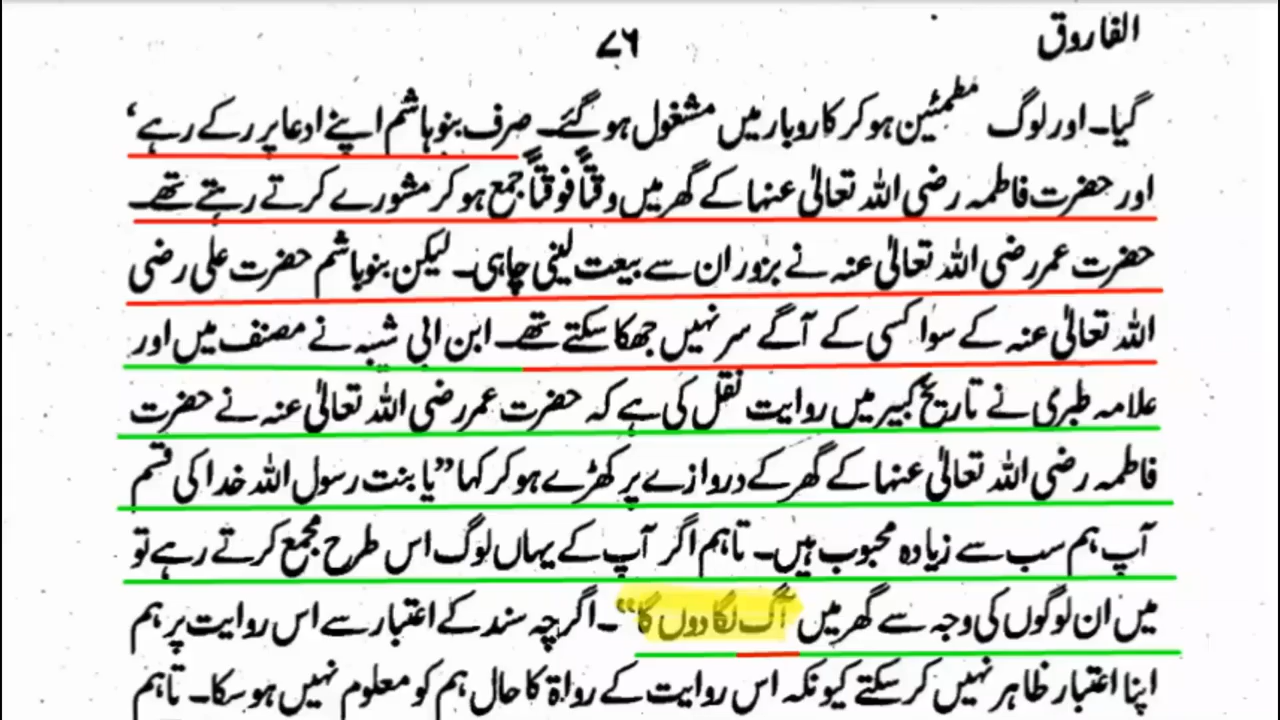 الفاروق
۷۶
گیا۔ اور لوگ مطمئین ہو کر کاروبار میں مشغول ہو گئے۔ صرف بنو ہاشم اپنے ادعا پر رکے رہے،
اور حضرت فاطمہ رضی اللہ تعالیٰ عنہا کے گھر میں وقتاً فوقتاً جمع ہو کر مشورے کرتے رہتے تھے۔
حضرت عمر رضی اللہ تعالیٰ عنہ نے بزور ان سے بیعت لینی چاہی۔ لیکن بنو ہاشم حضرت علی رضی
اللہ تعالیٰ عنہ کے سوا کسی کے آگے سر نہیں جھکا سکتے تھے۔ ابن ابی شیبہ نے مصنف میں اور
علامہ طبری نے تاریخ کبیر میں روایت نقل کی ہے کہ حضرت عمر رضی اللہ تعالیٰ عنہ نے حضرت
فاطمہ رضی اللہ تعالیٰ عنہا کے گھر کے دروازے پر کھڑے ہو کر کہا ”یا بنت رسول اللہ خدا کی قسم
آپ ہم سب سے زیادہ محبوب ہیں۔ تاہم اگر آپ کے یہاں لوگ اس طرح مجمع کرتے رہے تو
میں ان لوگوں کی وجہ سے گھر میں آگ لگا دوں گا“۔ اگرچہ سند کے اعتبار سے اس روایت پر ہم
اپنا اعتبار ظاہر نہیں کر سکتے کیونکہ اس روایت کے رواۃ کا حال ہم کو معلوم نہیں ہو سکا۔ تاہم